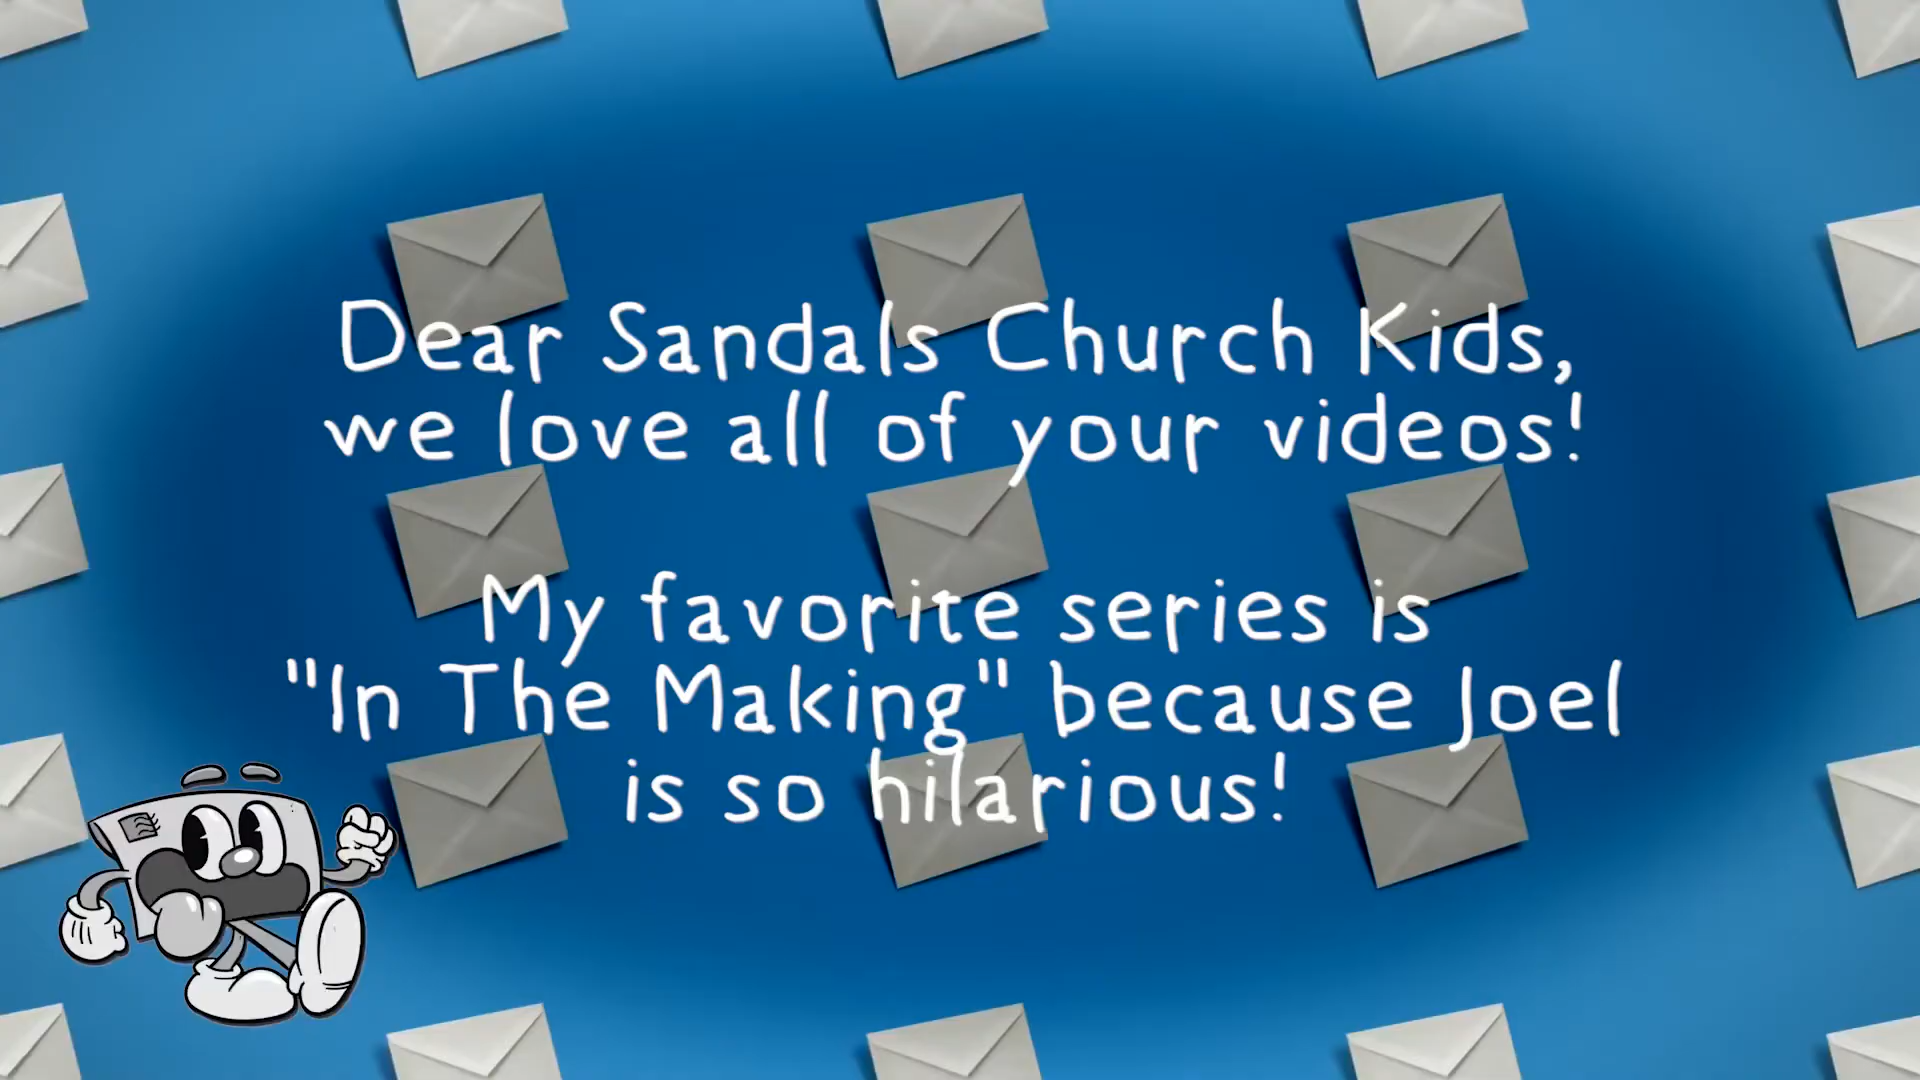 Dear Sandals Church Kids,
we love all of your videos!
My favorite series is
"In The Making" because Joel
is so hilarious!